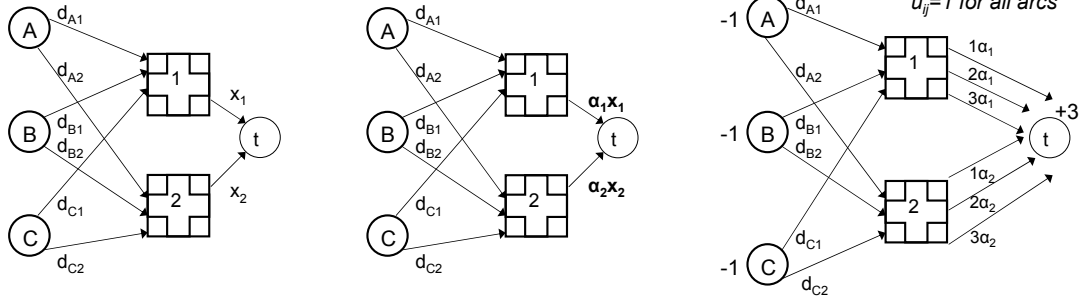 A
d_A1
d_A2
1
x_1
B
d_B1
d_B2
t
x_2
2
d_C1
C
d_C2
A
d_A1
d_A2
1
α_1x_1
B
d_B1
d_B2
t
α_2x_2
2
d_C1
C
d_C2
u_ij=1 for all arcs
-1 A
d_A1
d_A2
1
1α_1
2α_1
3α_1
+3
-1 B
d_B1
d_B2
t
1α_2
2α_2
3α_2
2
d_C1
-1 C
d_C2